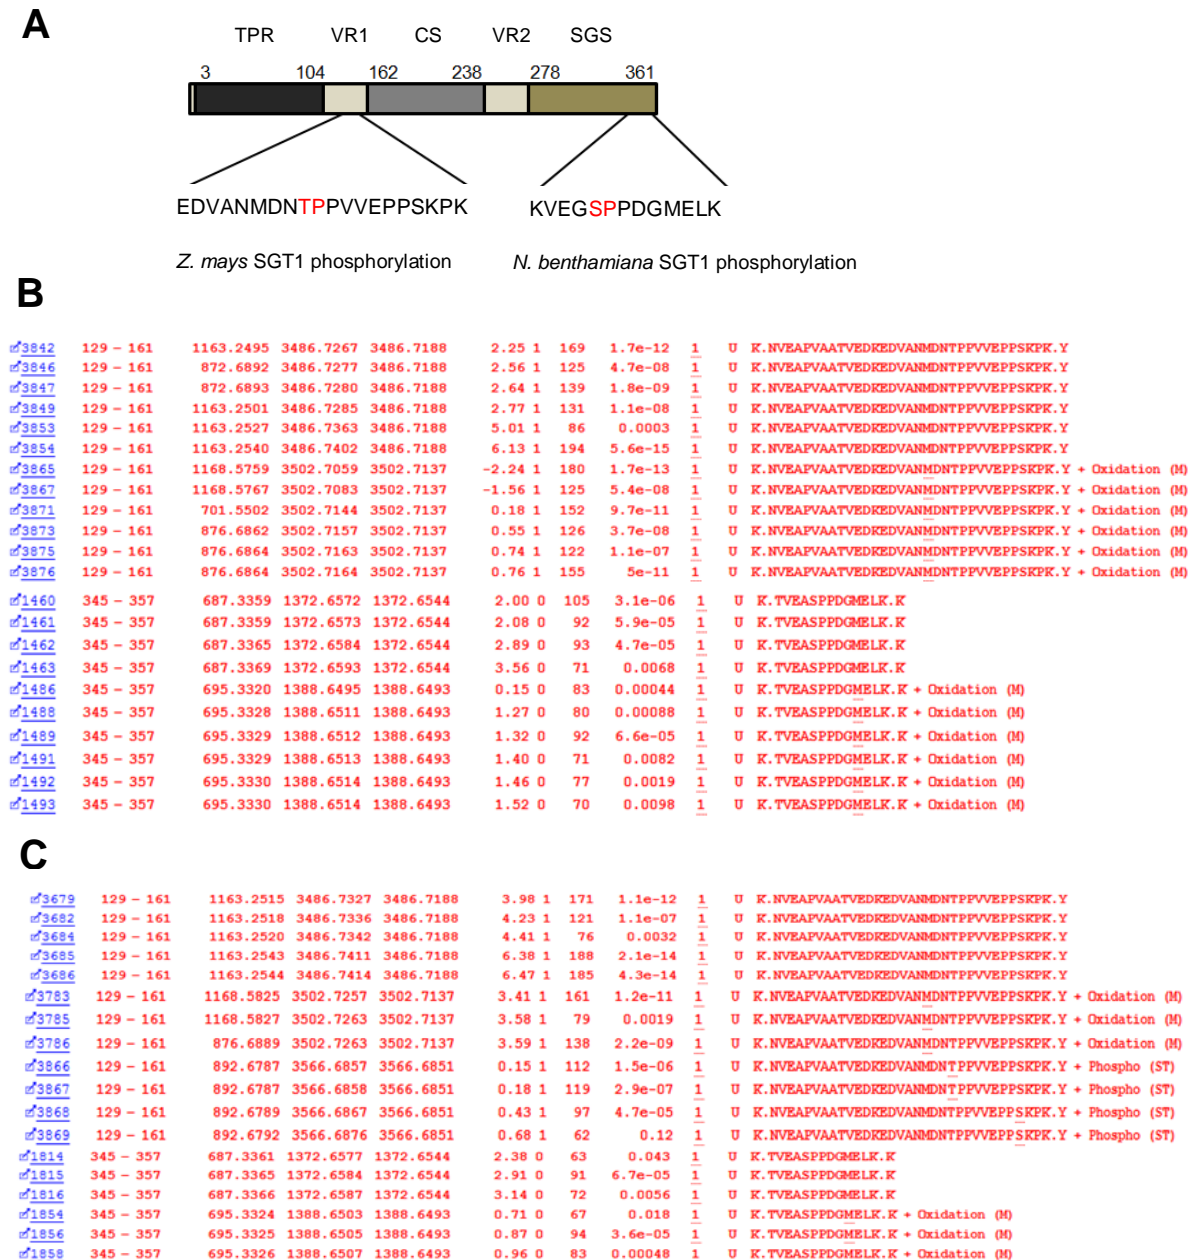 A
TPR VR1 CS VR2 SGS
3 104 162 238 278 361
EDVANMDNTPPVVEPPSKPK KVEGSPPDGMELK
Z. mays SGT1 phosphorylation N. benthamiana SGT1 phosphorylation
B
3842 129 - 161 1163.2495 3486.7267 3486.7188 2.25 1 169 1.7e-12 1 U K.NVEAPVAATVEDKEDVANMDNTPPVVEPPSKPK.Y
3846 129 - 161 872.6892 3486.7277 3486.7188 2.56 1 125 4.7e-08 1 U K.NVEAPVAATVEDKEDVANMDNTPPVVEPPSKPK.Y
3847 129 - 161 872.6893 3486.7280 3486.7188 2.64 1 139 1.8e-09 1 U K.NVEAPVAATVEDKEDVANMDNTPPVVEPPSKPK.Y
3849 129 - 161 1163.2501 3486.7285 3486.7188 2.77 1 131 1.1e-08 1 U K.NVEAPVAATVEDKEDVANMDNTPPVVEPPSKPK.Y
3853 129 - 161 1163.2527 3486.7363 3486.7188 5.01 1 86 0.0003 1 U K.NVEAPVAATVEDKEDVANMDNTPPVVEPPSKPK.Y
3854 129 - 161 1163.2540 3486.7402 3486.7188 6.13 1 194 5.6e-15 1 U K.NVEAPVAATVEDKEDVANMDNTPPVVEPPSKPK.Y
3865 129 - 161 1168.5759 3502.7059 3502.7137 -2.24 1 180 1.7e-13 1 U K.NVEAPVAATVEDKEDVANMDNTPPVVEPPSKPK.Y + Oxidation (M)
3867 129 - 161 1168.5767 3502.7083 3502.7137 -1.56 1 125 5.4e-08 1 U K.NVEAPVAATVEDKEDVANMDNTPPVVEPPSKPK.Y + Oxidation (M)
3871 129 - 161 701.5502 3502.7144 3502.7137 0.18 1 152 9.7e-11 1 U K.NVEAPVAATVEDKEDVANMDNTPPVVEPPSKPK.Y + Oxidation (M)
3873 129 - 161 876.6862 3502.7157 3502.7137 0.55 1 126 3.7e-08 1 U K.NVEAPVAATVEDKEDVANMDNTPPVVEPPSKPK.Y + Oxidation (M)
3875 129 - 161 876.6864 3502.7163 3502.7137 0.74 1 122 1.1e-07 1 U K.NVEAPVAATVEDKEDVANMDNTPPVVEPPSKPK.Y + Oxidation (M)
3876 129 - 161 876.6864 3502.7164 3502.7137 0.76 1 155 5e-11 1 U K.NVEAPVAATVEDKEDVANMDNTPPVVEPPSKPK.Y + Oxidation (M)
1460 345 - 357 687.3359 1372.6572 1372.6544 2.00 0 105 3.1e-06 1 U K.TVEASPPDGMELK.K
1461 345 - 357 687.3359 1372.6573 1372.6544 2.08 0 92 5.9e-05 1 U K.TVEASPPDGMELK.K
1462 345 - 357 687.3365 1372.6584 1372.6544 2.89 0 93 4.7e-05 1 U K.TVEASPPDGMELK.K
1463 345 - 357 687.3369 1372.6593 1372.6544 3.56 0 71 0.0068 1 U K.TVEASPPDGMELK.K
1486 345 - 357 695.3320 1388.6495 1388.6493 0.15 0 83 0.00044 1 U K.TVEASPPDGMELK.K + Oxidation (M)
1488 345 - 357 695.3328 1388.6511 1388.6493 1.27 0 80 0.00088 1 U K.TVEASPPDGMELK.K + Oxidation (M)
1489 345 - 357 695.3329 1388.6512 1388.6493 1.32 0 92 6.6e-05 1 U K.TVEASPPDGMELK.K + Oxidation (M)
1491 345 - 357 695.3329 1388.6513 1388.6493 1.40 0 71 0.0082 1 U K.TVEASPPDGMELK.K + Oxidation (M)
1492 345 - 357 695.3330 1388.6514 1388.6493 1.46 0 77 0.0019 1 U K.TVEASPPDGMELK.K + Oxidation (M)
1493 345 - 357 695.3330 1388.6514 1388.6493 1.52 0 70 0.0098 1 U K.TVEASPPDGMELK.K + Oxidation (M)
C
3679 129 - 161 1163.2515 3486.7327 3486.7188 3.98 1 171 1.1e-12 1 U K.NVEAPVAATVEDKEDVANMDNTPPVVEPPSKPK.Y
3682 129 - 161 1163.2518 3486.7336 3486.7188 4.23 1 121 1.1e-07 1 U K.NVEAPVAATVEDKEDVANMDNTPPVVEPPSKPK.Y
3684 129 - 161 1163.2520 3486.7342 3486.7188 4.41 1 76 0.0032 1 U K.NVEAPVAATVEDKEDVANMDNTPPVVEPPSKPK.Y
3685 129 - 161 1163.2543 3486.7411 3486.7188 6.38 1 188 2.1e-14 1 U K.NVEAPVAATVEDKEDVANMDNTPPVVEPPSKPK.Y
3686 129 - 161 1163.2544 3486.7414 3486.7188 6.47 1 185 4.3e-14 1 U K.NVEAPVAATVEDKEDVANMDNTPPVVEPPSKPK.Y
3783 129 - 161 1168.5825 3502.7257 3502.7137 3.41 1 161 1.2e-11 1 U K.NVEAPVAATVEDKEDVANMDNTPPVVEPPSKPK.Y + Oxidation (M)
3785 129 - 161 1168.5827 3502.7263 3502.7137 3.58 1 79 0.0019 1 U K.NVEAPVAATVEDKEDVANMDNTPPVVEPPSKPK.Y + Oxidation (M)
3786 129 - 161 876.6889 3502.7263 3502.7137 3.59 1 138 2.2e-09 1 U K.NVEAPVAATVEDKEDVANMDNTPPVVEPPSKPK.Y + Oxidation (M)
3866 129 - 161 892.6787 3566.6857 3566.6851 0.15 1 112 1.5e-06 1 U K.NVEAPVAATVEDKEDVANMDNTPPVVEPPSKPK.Y + Phospho (ST)
3867 129 - 161 892.6787 3566.6858 3566.6851 0.18 1 119 2.9e-07 1 U K.NVEAPVAATVEDKEDVANMDNTPPVVEPPSKPK.Y + Phospho (ST)
3868 129 - 161 892.6789 3566.6867 3566.6851 0.43 1 97 4.7e-05 1 U K.NVEAPVAATVEDKEDVANMDNTPPVVEPPSKPK.Y + Phospho (ST)
3869 129 - 161 892.6792 3566.6876 3566.6851 0.68 1 62 0.12 1 U K.NVEAPVAATVEDKEDVANMDNTPPVVEPPSKPK.Y + Phospho (ST)
1814 345 - 357 687.3361 1372.6577 1372.6544 2.38 0 63 0.043 1 U K.TVEASPPDGMELK.K
1815 345 - 357 687.3365 1372.6584 1372.6544 2.91 0 91 6.7e-05 1 U K.TVEASPPDGMELK.K
1816 345 - 357 687.3366 1372.6587 1372.6544 3.14 0 72 0.0056 1 U K.TVEASPPDGMELK.K
1854 345 - 357 695.3324 1388.6503 1388.6493 0.71 0 67 0.018 1 U K.TVEASPPDGMELK.K + Oxidation (M)
1856 345 - 357 695.3325 1388.6505 1388.6493 0.87 0 94 3.6e-05 1 U K.TVEASPPDGMELK.K + Oxidation (M)
1858 345 - 357 695.3326 1388.6507 1388.6493 0.96 0 83 0.00048 1 U K.TVEASPPDGMELK.K + Oxidation (M)